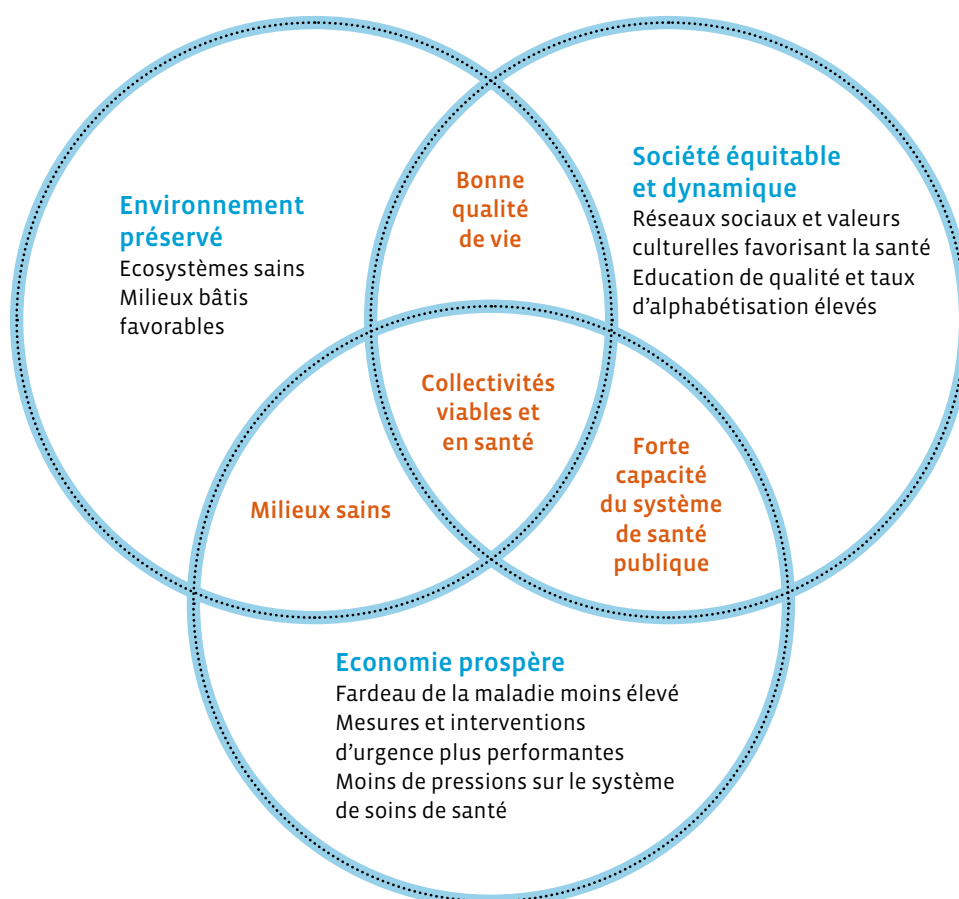 Environnement
préservé
Ecosystèmes sains
Milieux bâtis
favorables
Bonne
qualité
de vie
Société équitable
et dynamique
Réseaux sociaux et valeurs
culturelles favorisant la santé
Education de qualité et taux
d’alphabétisation élevés
Collectivités
viables et
en santé
Milieux sains
Forte
capacité
du système
de santé
publique
Economie prospère
Fardeau de la maladie moins élevé
Mesures et interventions
d’urgence plus performantes
Moins de pressions sur le système
de soins de santé